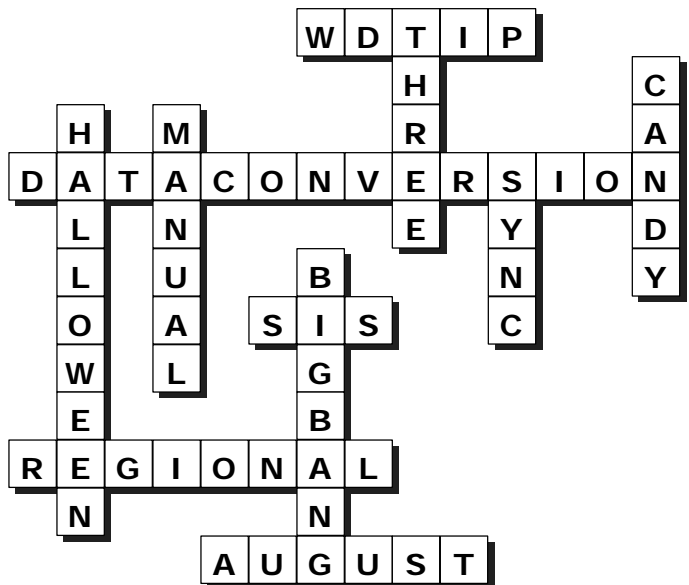 WDTIP
THREE
CANDY
HALLOWEEN
MANUAL
DATACONVERSION
SYNC
BIGBANG
SIS
REGIONAL
AUGUST